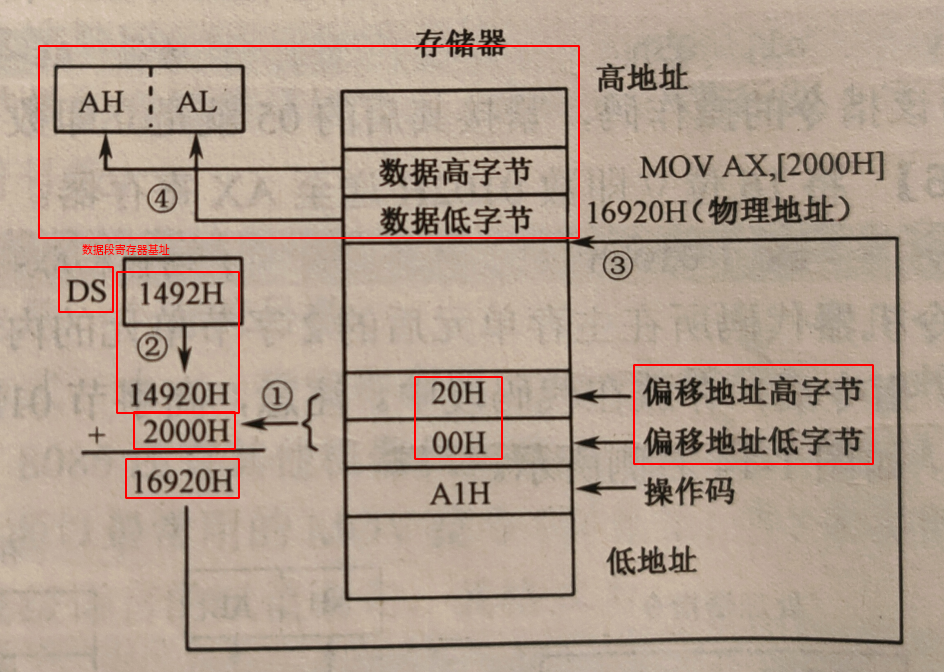 存储器
高地址
AH AL
数据高字节
MOV AX,[2000H]
④
数据低字节
16920H(物理地址)
数据段寄存器基址
③
DS
1492H
②
14920H
①
20H
偏移地址高字节
+ 2000H
00H
偏移地址低字节
16920H
A1H
操作码
低地址